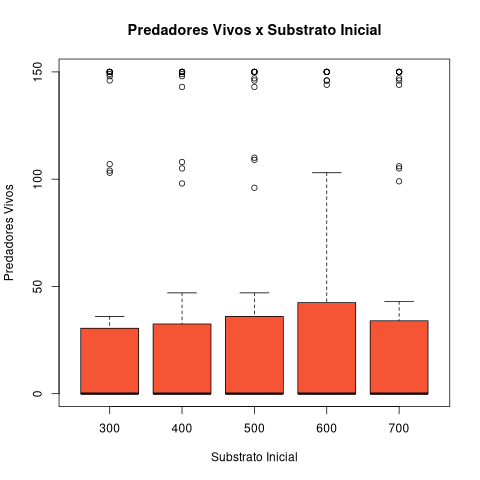 Predadores Vivos x Substrato Inicial
150
100
50
0
Predadores Vivos
300 400 500 600 700
Substrato Inicial